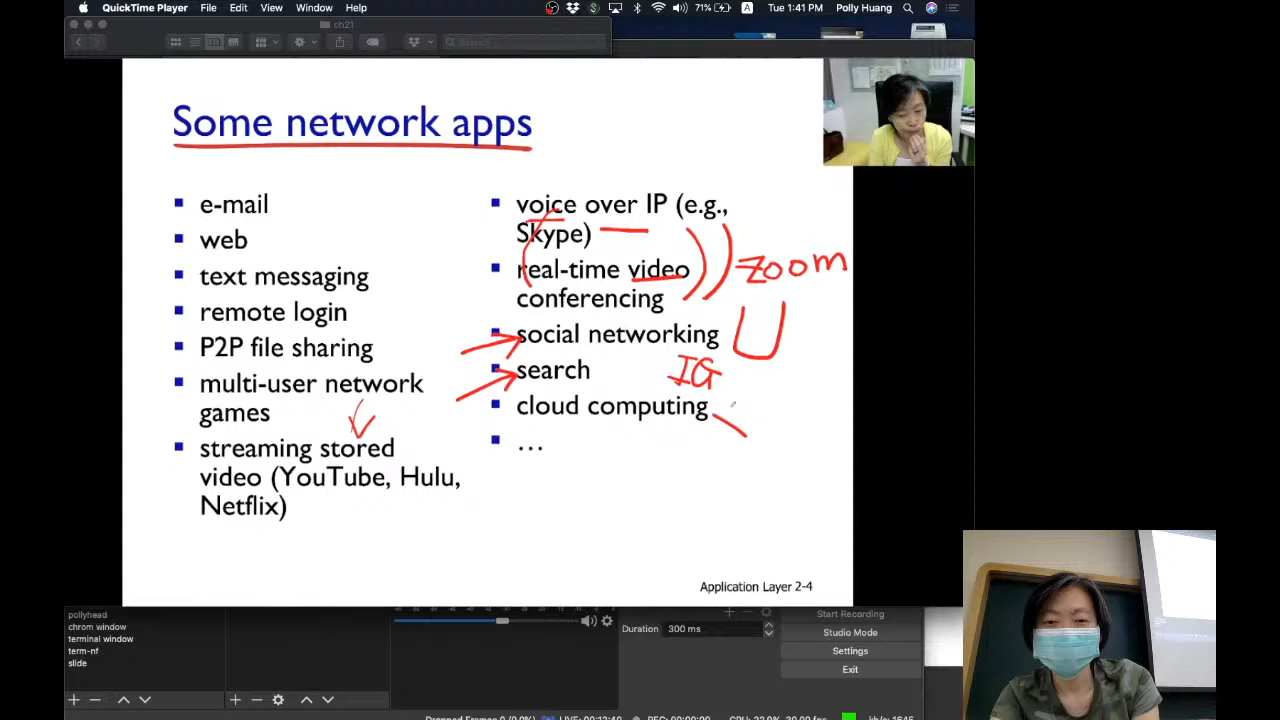 QuickTime Player File Edit View Window Help 71% A Tue 1:41 PM Polly Huang
ch21
Search
Some network apps
e-mail
web
text messaging
remote login
P2P file sharing
multi-user network
games
streaming stored
video (YouTube, Hulu,
Netflix)
voice over IP (e.g.,
Skype)
real-time video
conferencing
zoom
social networking
search
IG
cloud computing
…
Application Layer 2-4
pollyhead
chrom window
terminal window
term-nf
slide
Duration 300 ms
Start Recording
Studio Mode
Settings
Exit